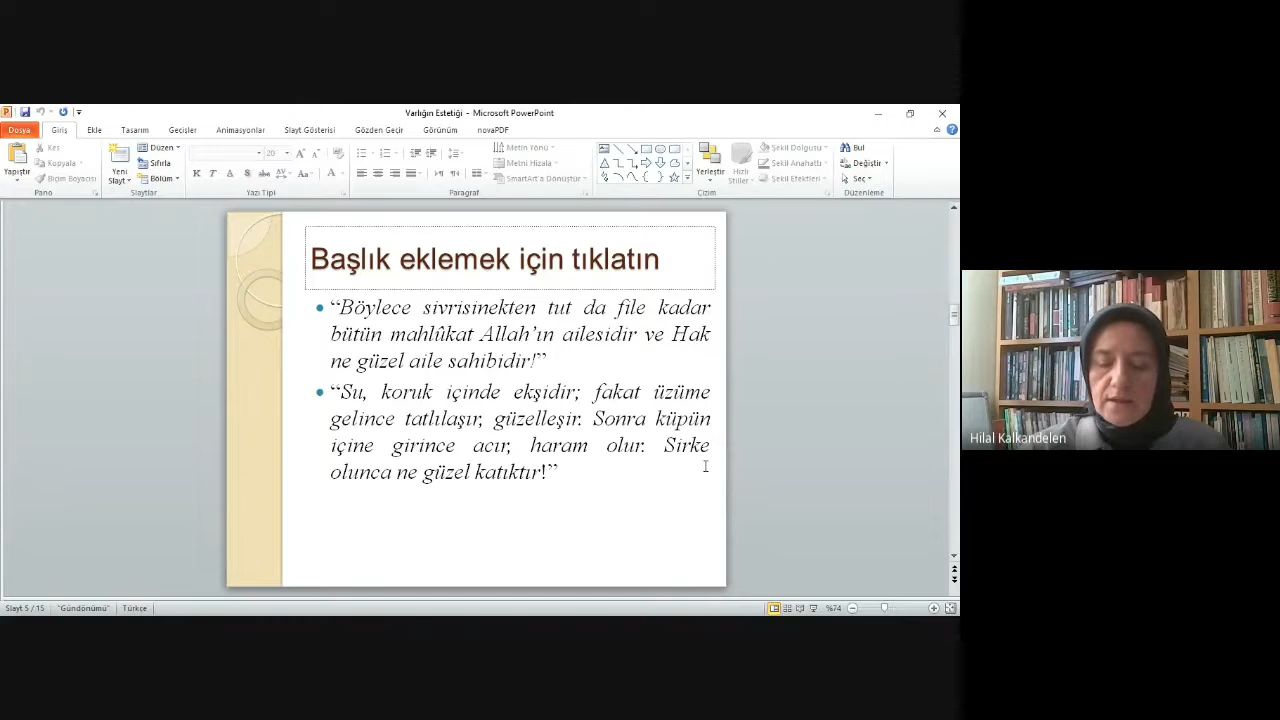 Varlığın Estetiği - Microsoft PowerPoint
Dosya Giriş Ekle Tasarım Geçişler Animasyonlar Slayt Gösterisi Gözden Geçir Görünüm novaPDF
Kes Düzen 20 Metin Yönü Şekil Dolgusu Bul
Yapıştır Kopyala Yeni Slayt Sıfırla Metni Hizala Yerleştir Hızlı Stiller Şekil Anahattı Değiştir
Biçim Boyacısı Bölüm K T A S abc AV Aa A SmartArt'a Dönüştür Şekil Efektleri Seç
Pano Slaytlar Yazı Tipi Paragraf Çizim Düzenleme
Başlık eklemek için tıklatın
• “Böylece sivrisinekten tut da file kadar
bütün mahlûkat Allah’ın ailesidir ve Hak
ne güzel aile sahibidir!”
• “Su, koruk içinde ekşidir; fakat üzüme
gelince tatlılaşır, güzelleşir. Sonra küpün
içine girince acır, haram olur. Sirke
olunca ne güzel katıktır!”
Hilal Kalkandelen
Slayt 5 / 15 "Gündönümü" Türkçe %74